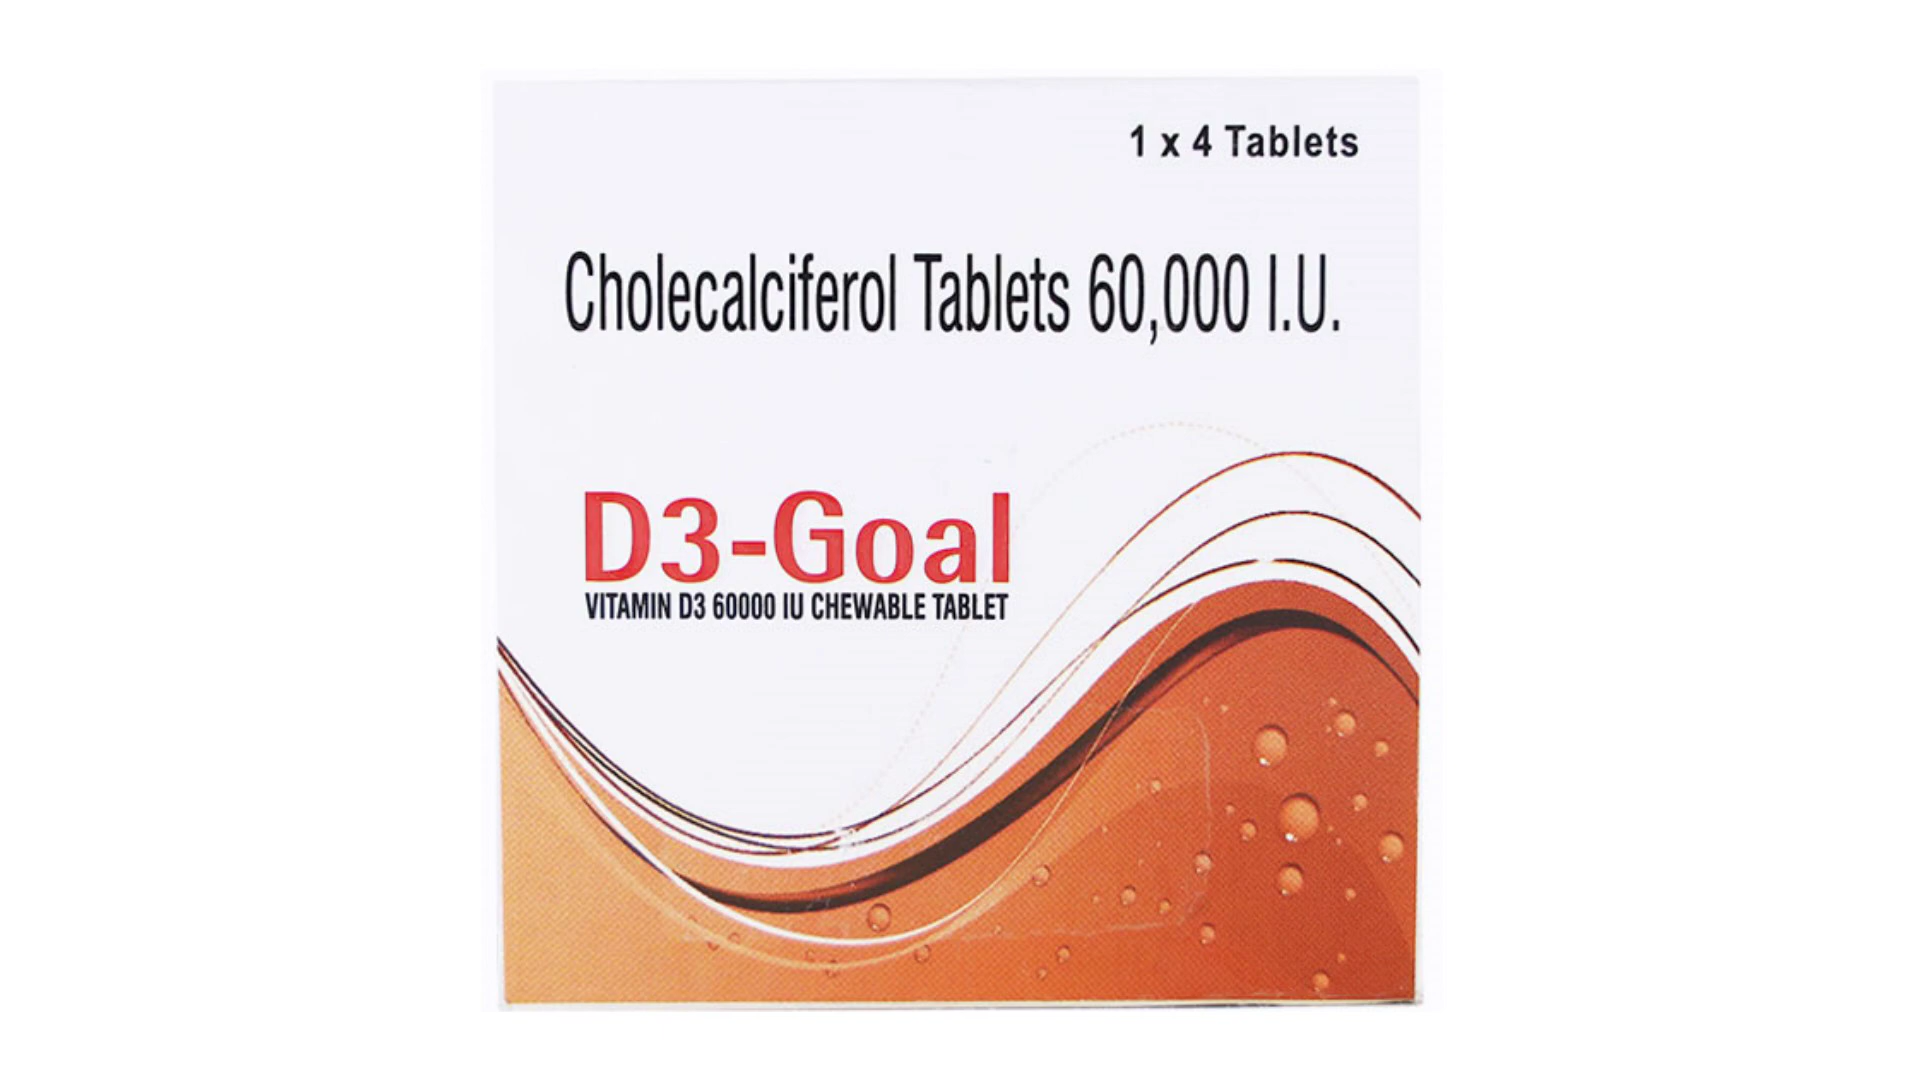 1 x 4 Tablets
Cholecalciferol Tablets 60,000 I.U.
D3-Goal
VITAMIN D3 60000 IU CHEWABLE TABLET